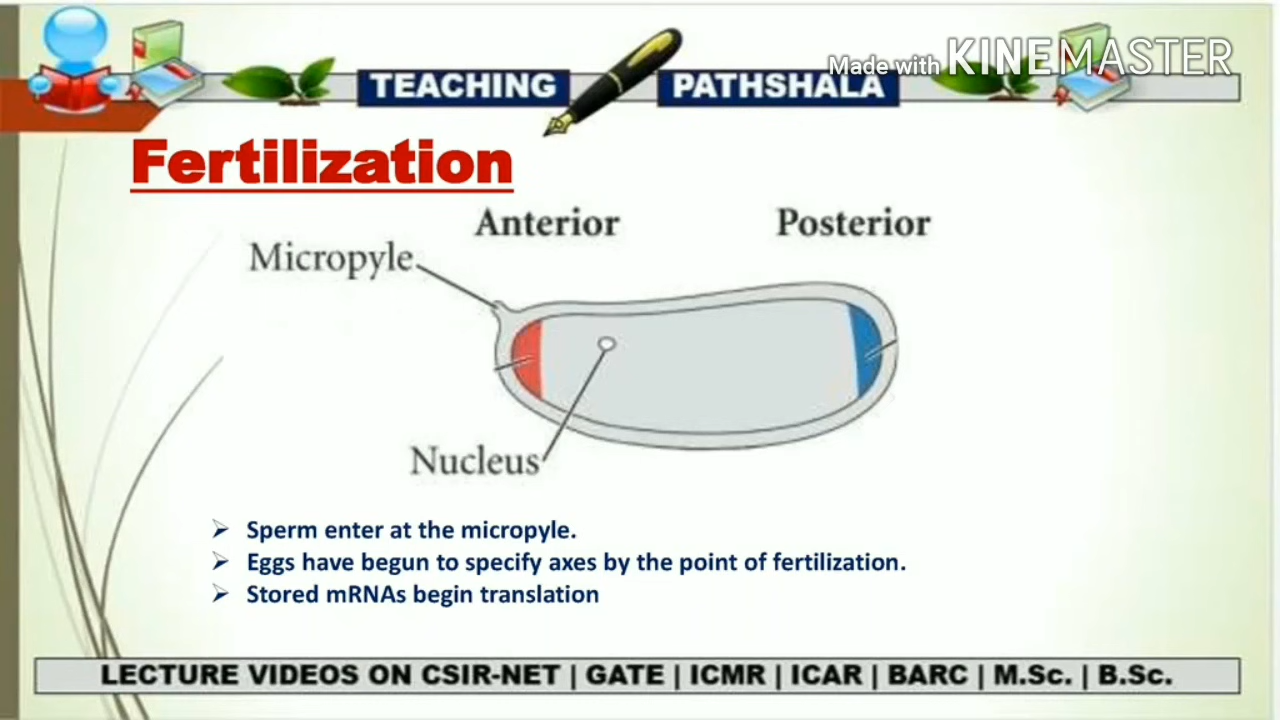 Made with KINEMASTER
TEACHING PATHSHALA
Fertilization
Anterior Posterior
Micropyle
Nucleus
➢ Sperm enter at the micropyle.
➢ Eggs have begun to specify axes by the point of fertilization.
➢ Stored mRNAs begin translation
LECTURE VIDEOS ON CSIR-NET | GATE | ICMR | ICAR | BARC | M.Sc. | B.Sc.